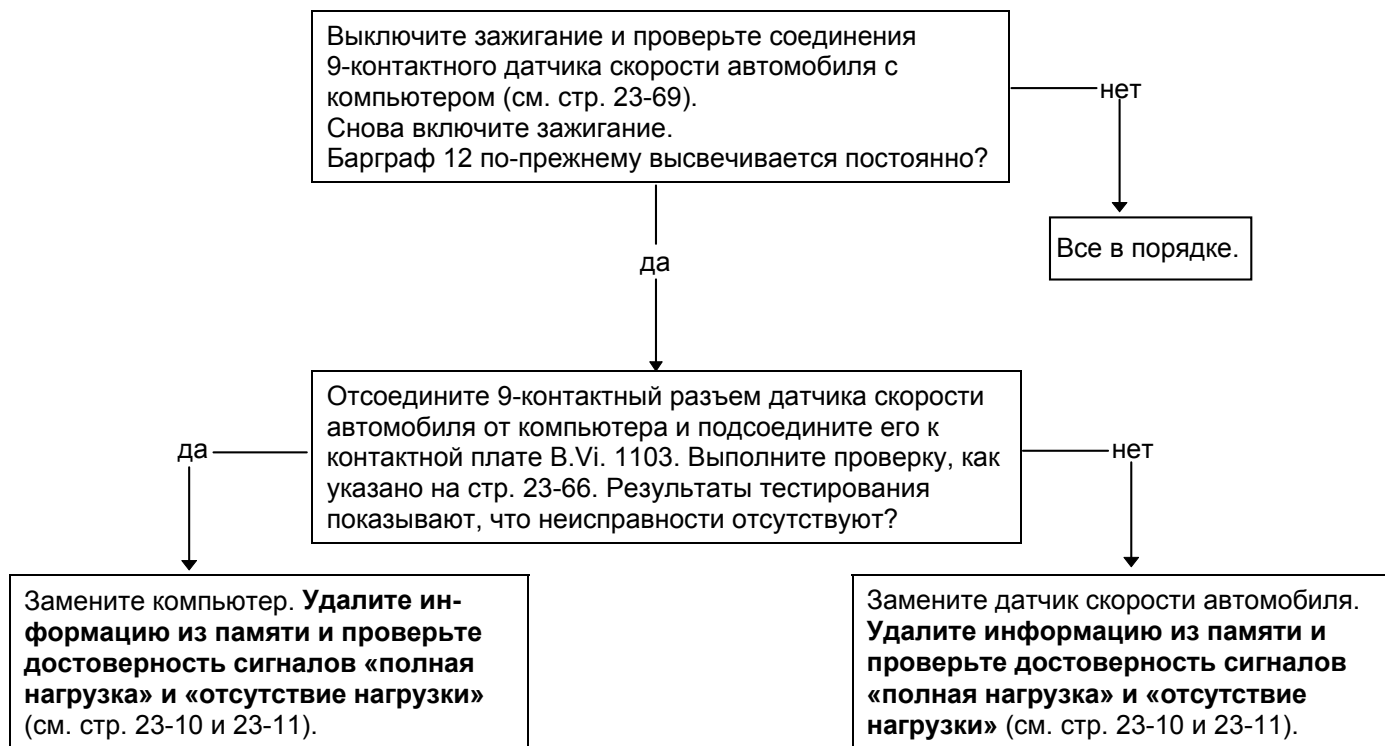 Выключите зажигание и проверьте соединения
9-контактного датчика скорости автомобиля с
компьютером (см. стр. 23-69).
Снова включите зажигание.
Барграф 12 по-прежнему высвечивается постоянно?
нет
Все в порядке.
да
Отсоедините 9-контактный разъем датчика скорости
автомобиля от компьютера и подсоедините его к
контактной плате B.Vi. 1103. Выполните проверку, как
указано на стр. 23-66. Результаты тестирования
показывают, что неисправности отсутствуют?
да
нет
Замените компьютер. Удалите ин-
формацию из памяти и проверьте
достоверность сигналов «полная
нагрузка» и «отсутствие нагрузки»
(см. стр. 23-10 и 23-11).
Замените датчик скорости автомобиля.
Удалите информацию из памяти и
проверьте достоверность сигналов
«полная нагрузка» и «отсутствие
нагрузки» (см. стр. 23-10 и 23-11).